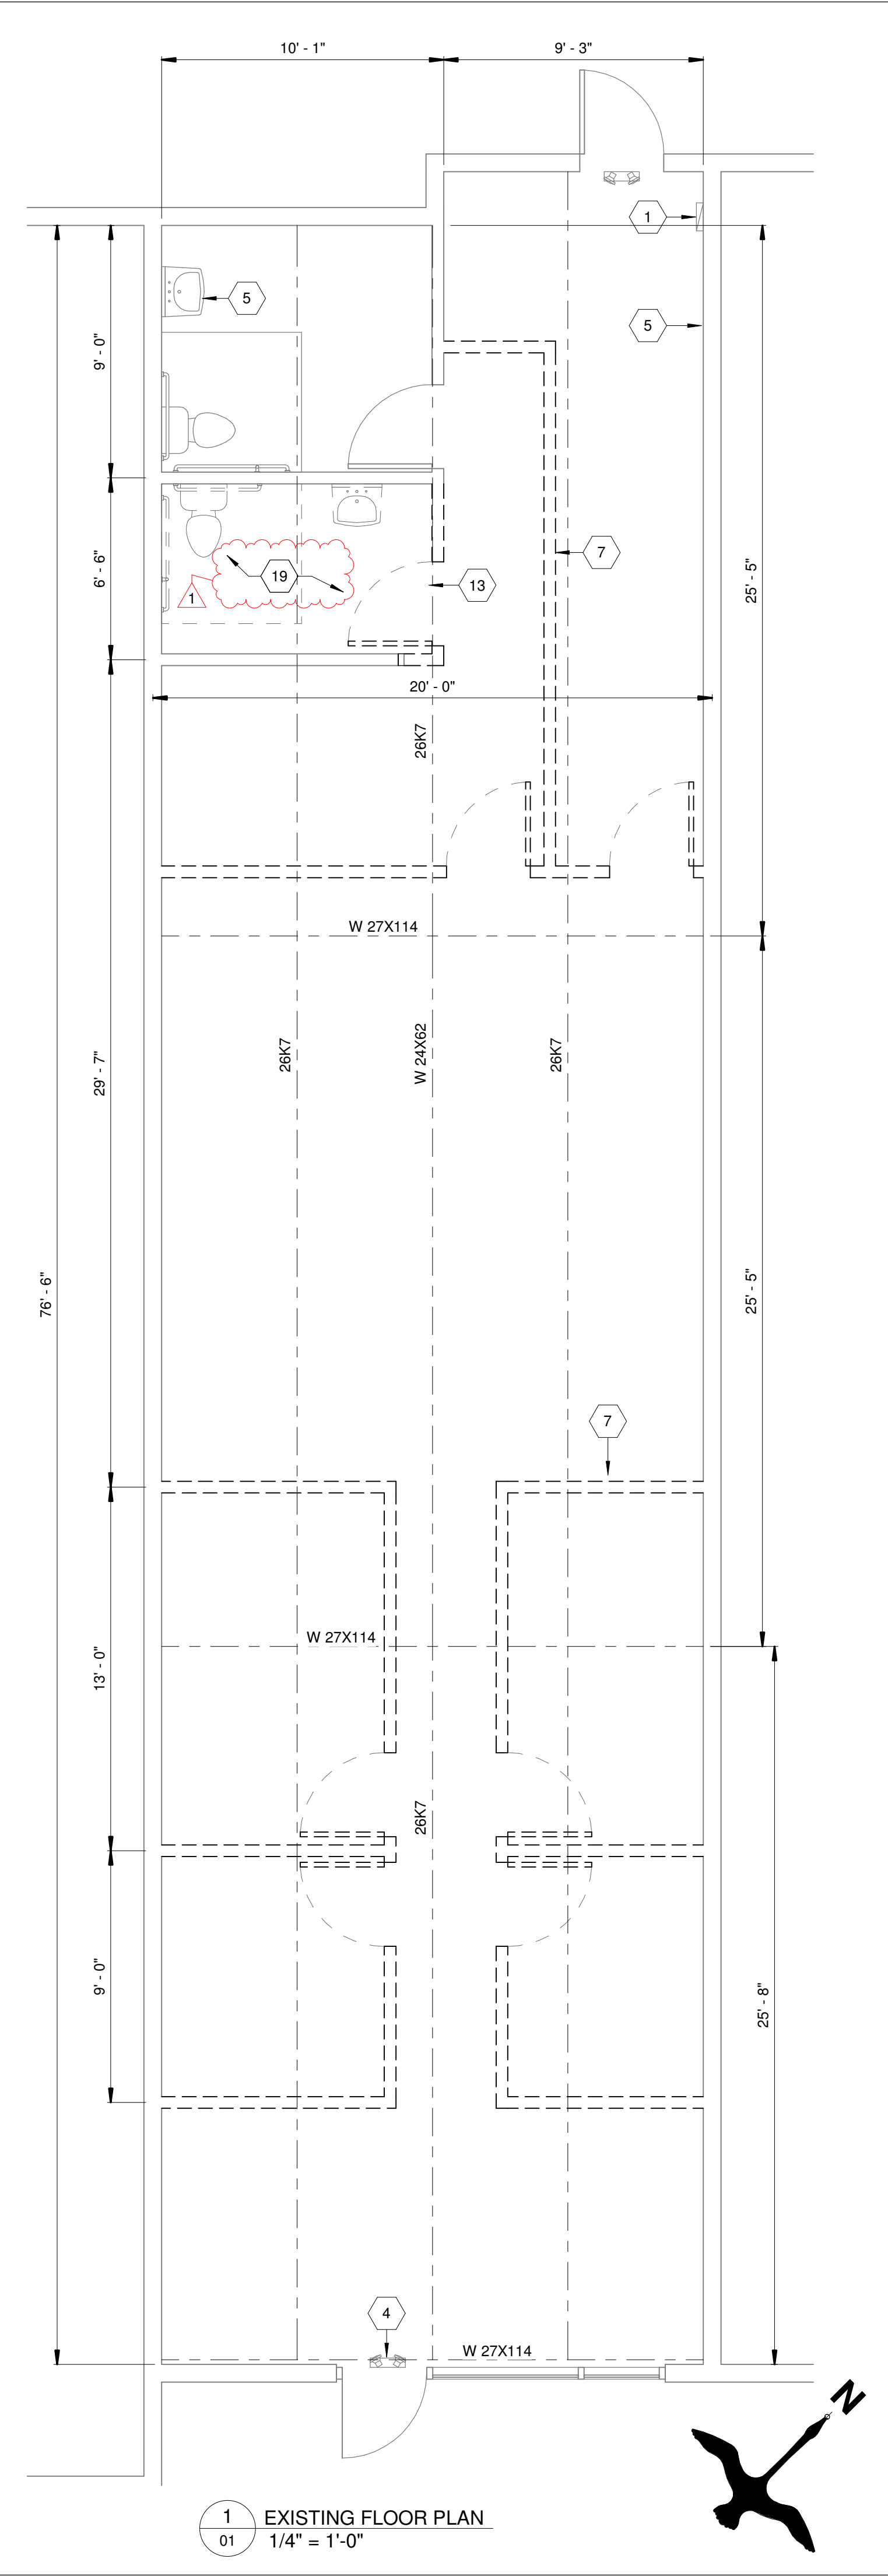 10' - 1"
9' - 3"
1
5
5
9' - 0"
7
19
13
1
6' - 6"
25' - 5"
20' - 0"
26K7
W 27X114
29' - 7"
26K7
W 24X62
26K7
76' - 6"
25' - 5"
7
W 27X114
13' - 0"
26K7
9' - 0"
25' - 8"
4
W 27X114
N
1
EXISTING FLOOR PLAN
01
1/4" = 1'-0"